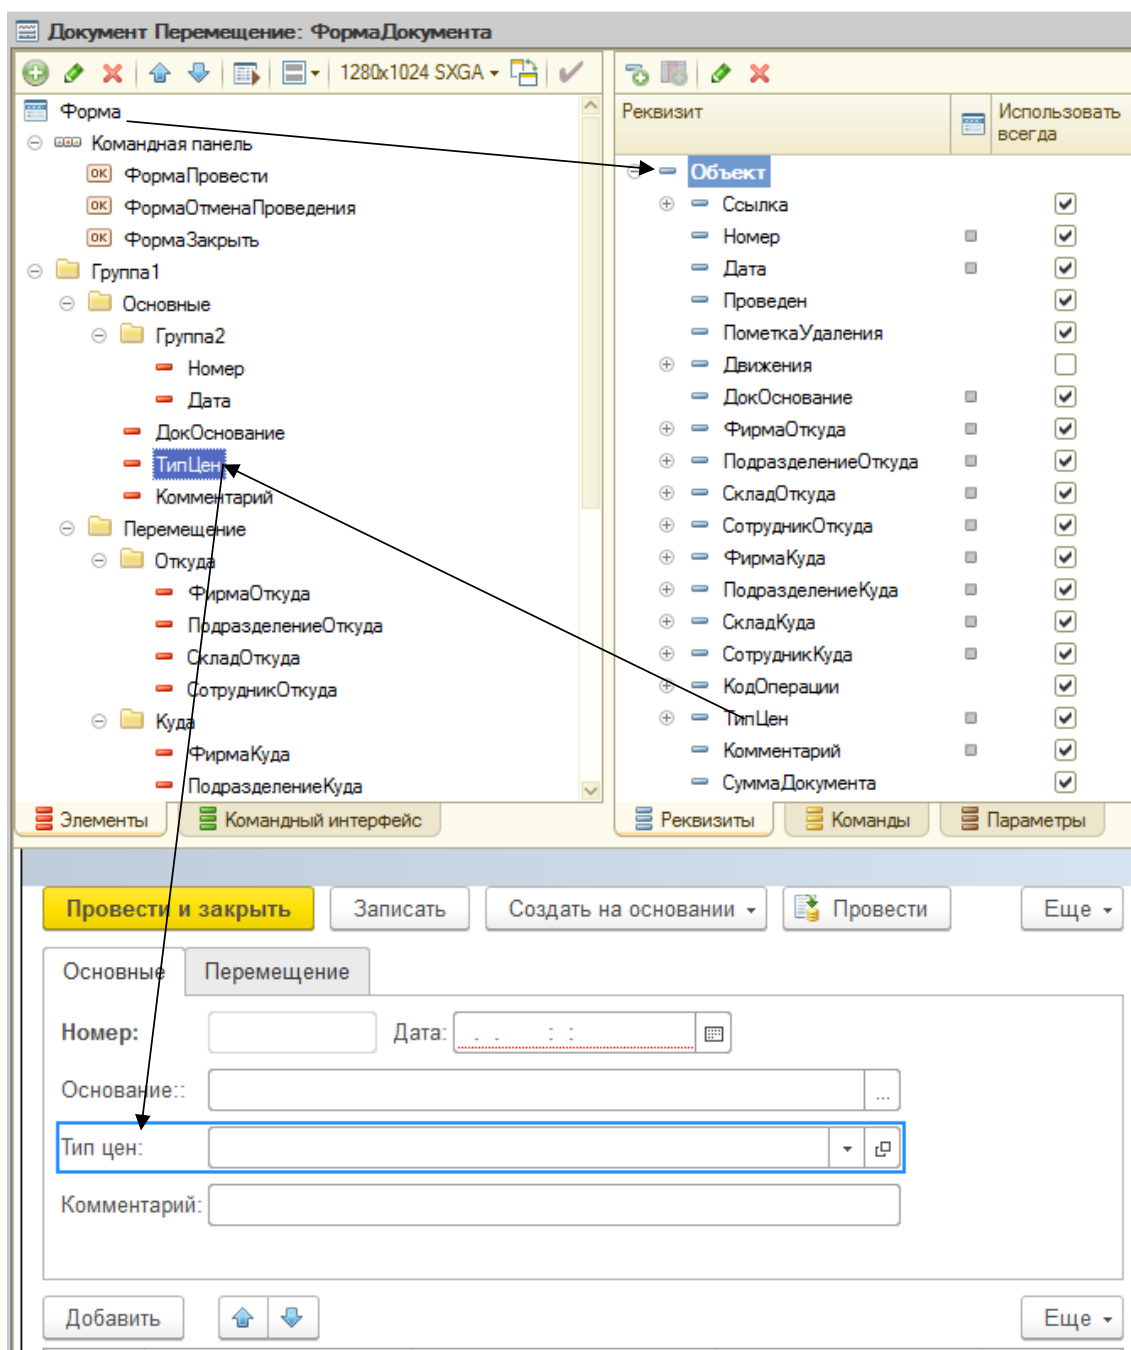 Документ Перемещение: ФормаДокумента
1280x1024 SXGA
Форма
Командная панель
OK ФормаПровести
OK ФормаОтменаПроведения
OK ФормаЗакрыть
Группа1
Основные
Группа2
Номер
Дата
ДокОснование
ТипЦен
Комментарий
Перемещение
Откуда
ФирмаОткуда
ПодразделениеОткуда
СкладОткуда
СотрудникОткуда
Куда
ФирмаКуда
ПодразделениеКуда
Элементы Командный интерфейс
Реквизит Использовать
всегда
Объект
Ссылка
Номер
Дата
Проведен
ПометкаУдаления
Движения
ДокОснование
ФирмаОткуда
ПодразделениеОткуда
СкладОткуда
СотрудникОткуда
ФирмаКуда
ПодразделениеКуда
СкладКуда
СотрудникКуда
КодОперации
ТипЦен
Комментарий
СуммаДокумента
Реквизиты Команды Параметры
Провести и закрыть Записать Создать на основании Провести Еще
Основные Перемещение
Номер: Дата: . . : :
Основание:: ...
Тип цен:
Комментарий:
Добавить Еще